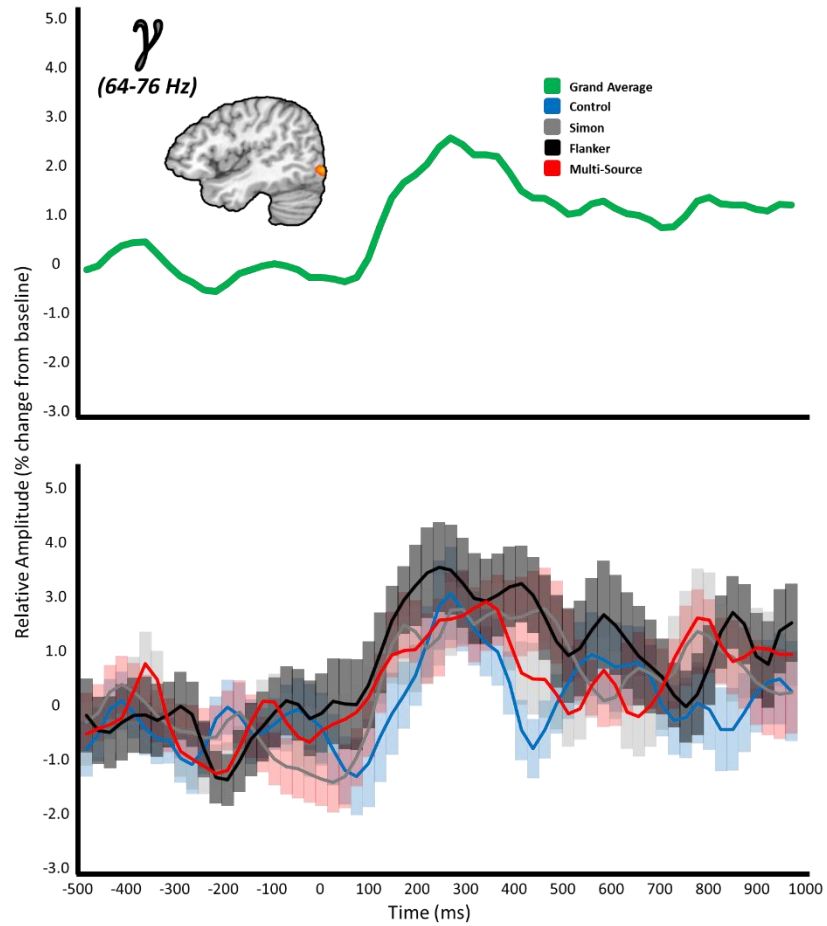 γ
(64-76 Hz)
5.0
4.0
3.0
2.0
1.0
0
-1.0
-2.0
-3.0
Grand Average
Control
Simon
Flanker
Multi-Source
Relative Amplitude (% change from baseline)
5.0
4.0
3.0
1.0
0
-1.0
-2.0
-3.0
-500 -400 -300 -200 -100 0 100 200 300 400 500 600 700 800 900 1000
Time (ms)